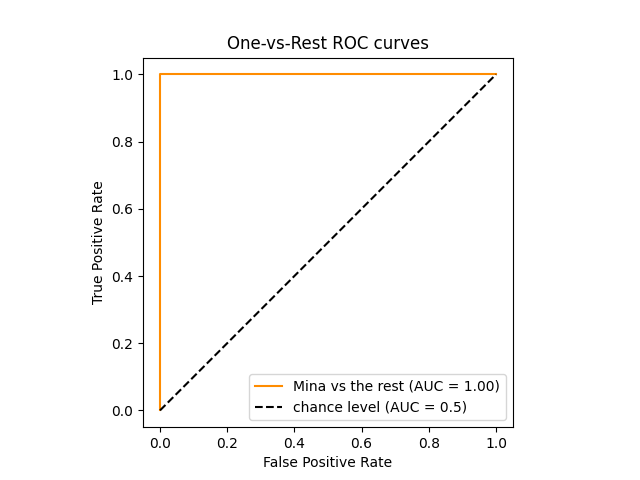 One-vs-Rest ROC curves
True Positive Rate
1.0
0.8
0.6
0.4
0.2
0.0
Mina vs the rest (AUC = 1.00)
chance level (AUC = 0.5)
0.0 0.2 0.4 0.6 0.8 1.0
False Positive Rate